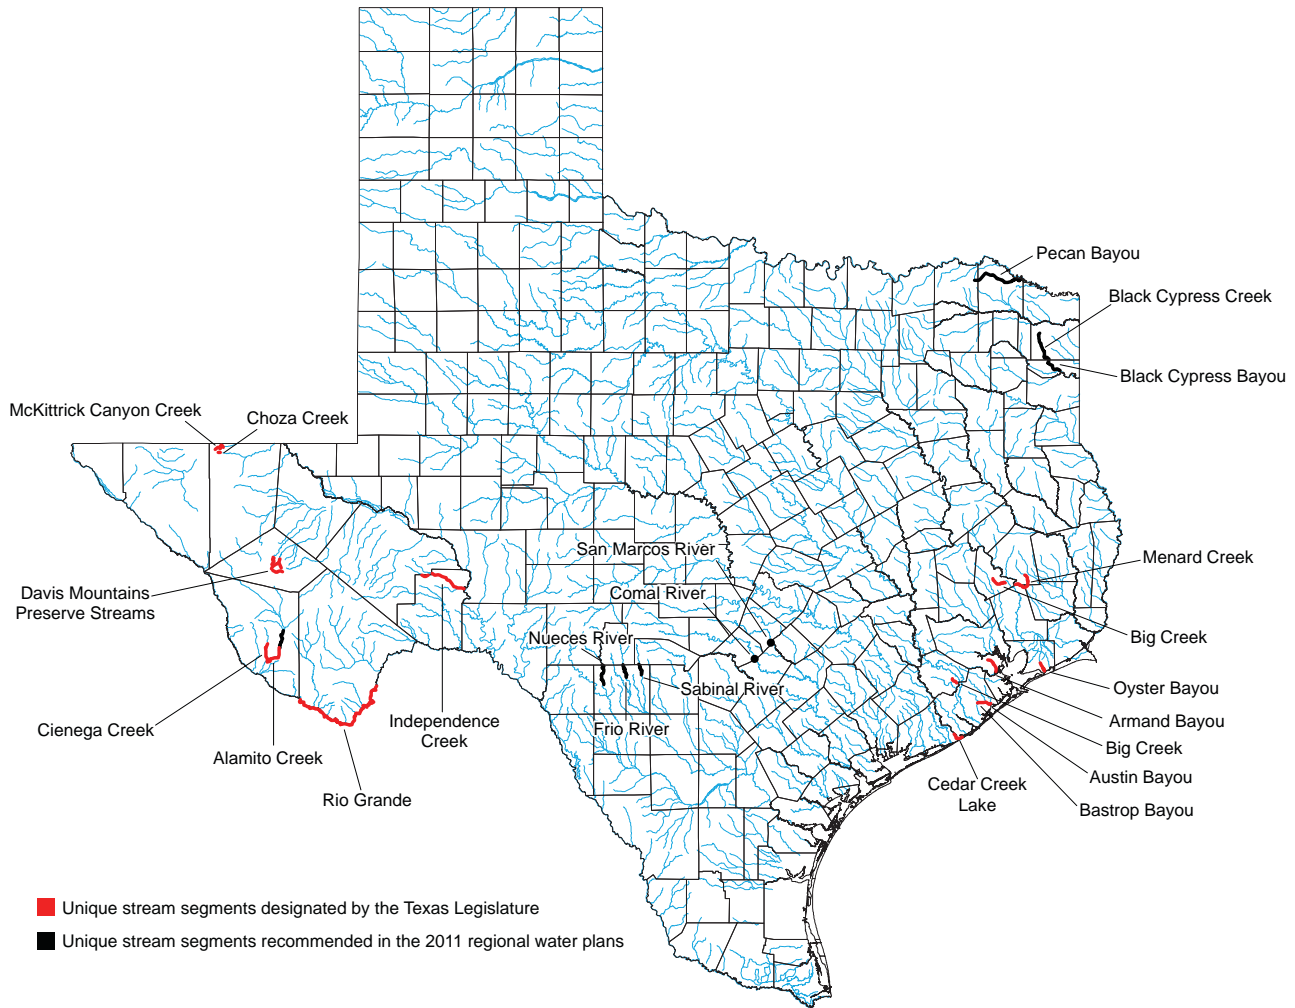 Pecan Bayou
Black Cypress Creek
Black Cypress Bayou
McKittrick Canyon Creek
Choza Creek
San Marcos River
Menard Creek
Davis Mountains
Preserve Streams
Comal River
Nueces River
Big Creek
Sabinal River
Oyster Bayou
Cienega Creek
Independence
Creek
Frio River
Armand Bayou
Alamito Creek
Big Creek
Rio Grande
Cedar Creek
Lake
Austin Bayou
Bastrop Bayou
Unique stream segments designated by the Texas Legislature
Unique stream segments recommended in the 2011 regional water plans